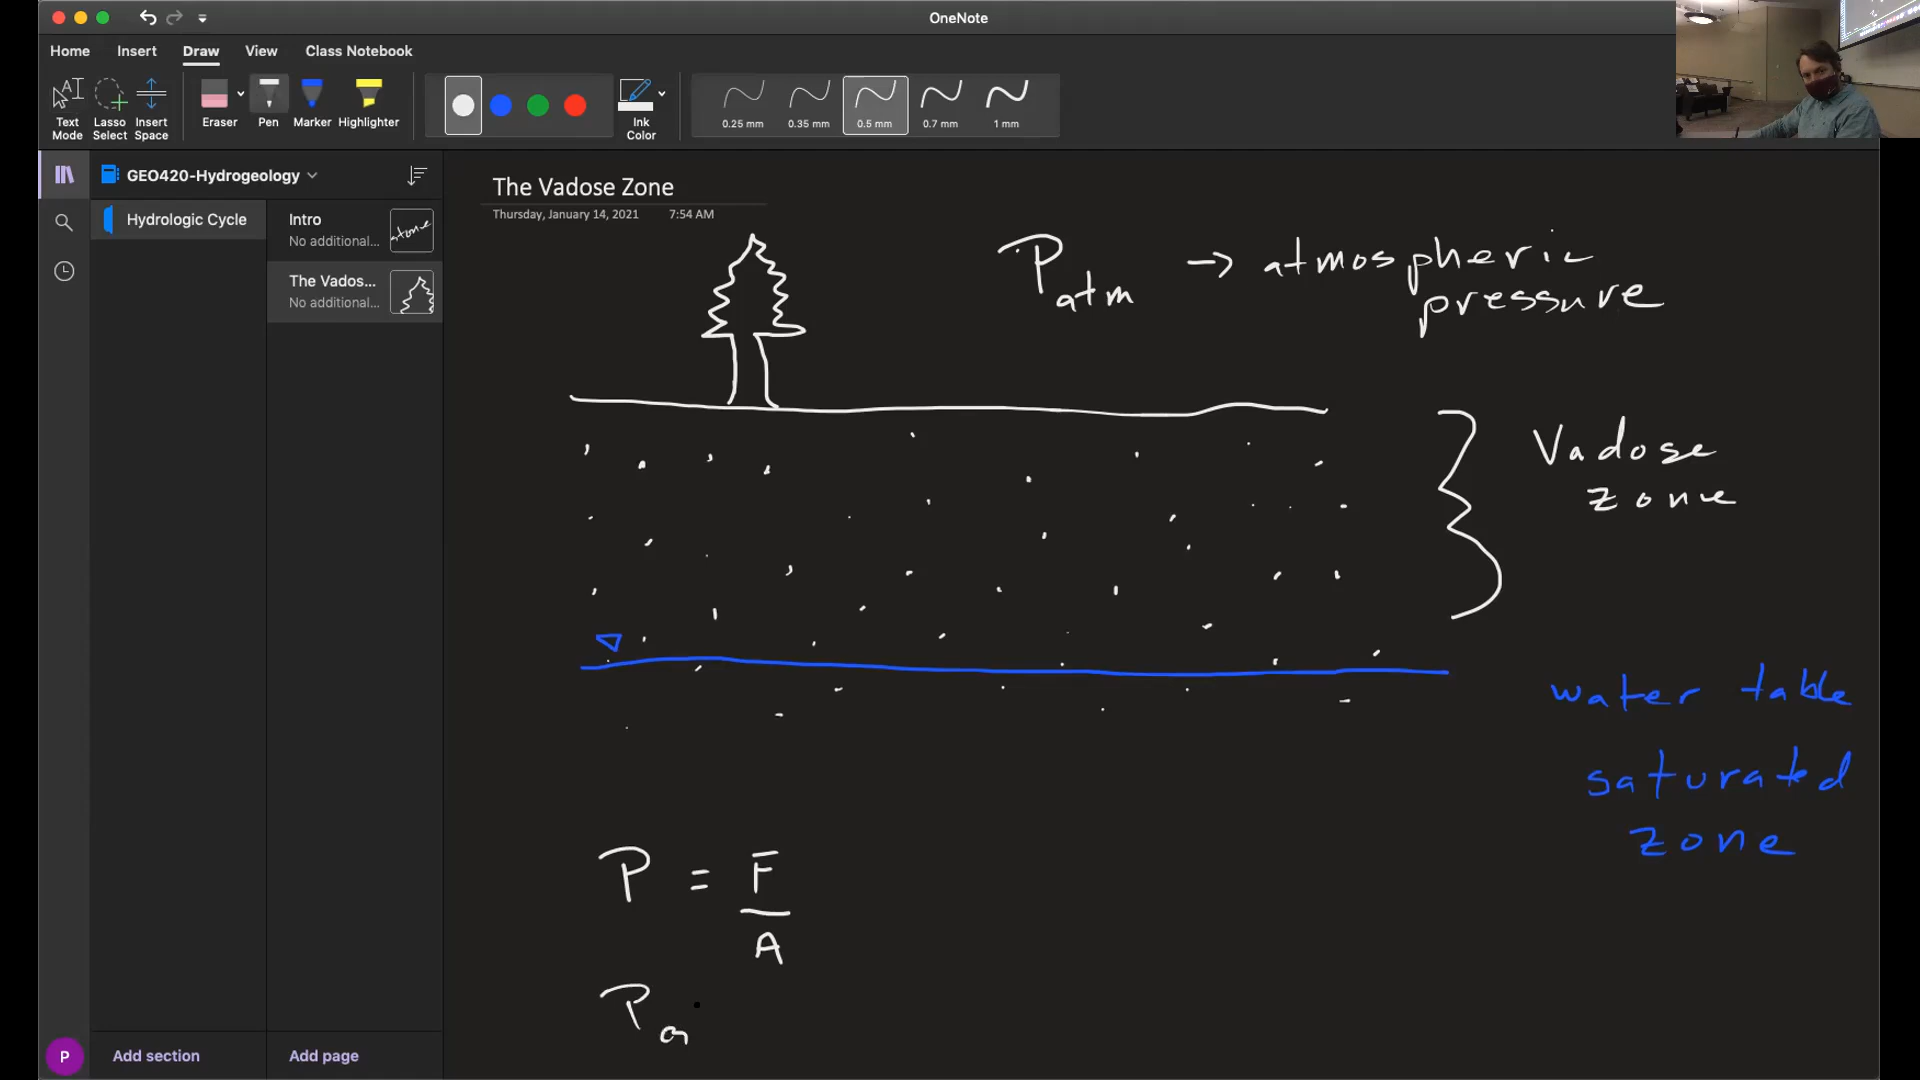 OneNote
Home Insert Draw View Class Notebook
Text Mode
Lasso Select
Insert Space
Eraser
Pen
Marker
Highlighter
Ink Color
0.25 mm
0.35 mm
0.5 mm
0.7 mm
1 mm
GEO420-Hydrogeology
Hydrologic Cycle
Intro
No additional...
atome
The Vados...
No additional...
The Vadose Zone
Thursday, January 14, 2021 7:54 AM
P atm → atmospheric
pressure
Vadose
zone
water table
saturated
zone
P = F
A
P a
P
Add section
Add page